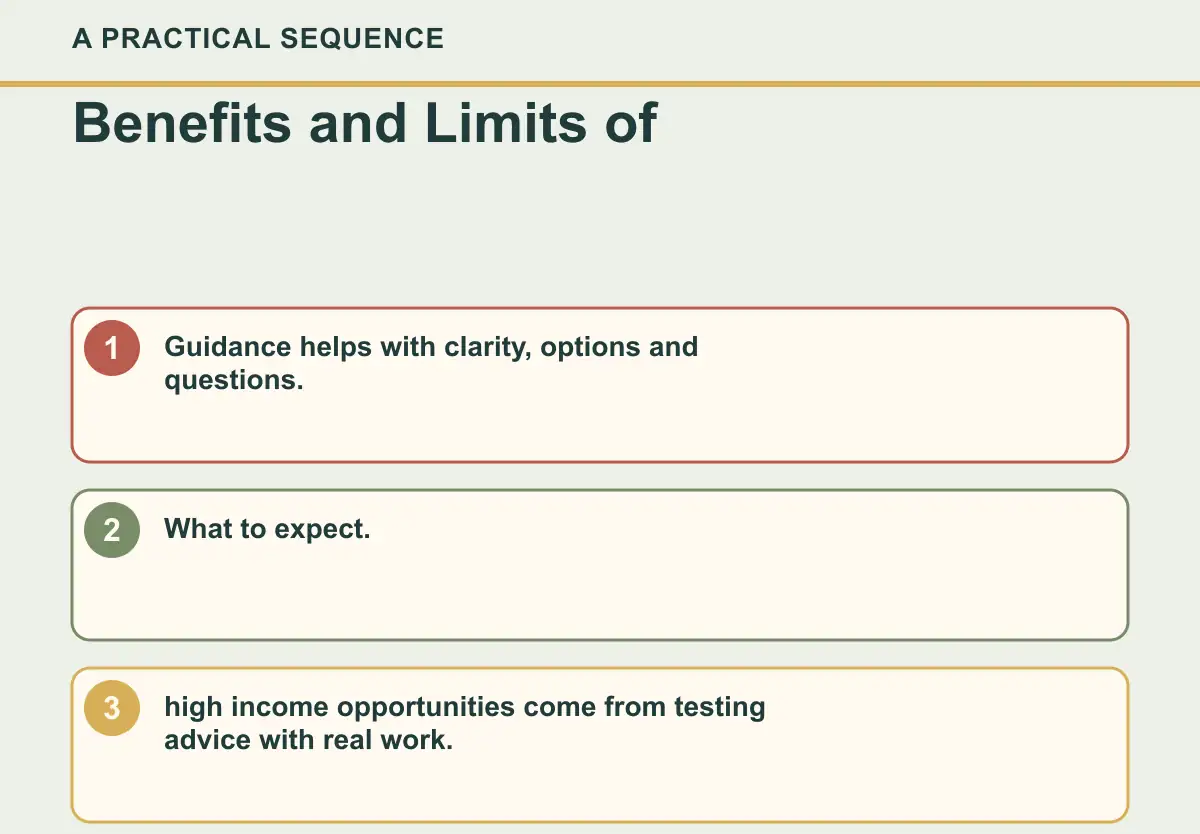 A PRACTICAL SEQUENCE
Benefits and Limits of
1
Guidance helps with clarity, options and
questions.
2
What to expect.
3
high income opportunities come from testing
advice with real work.